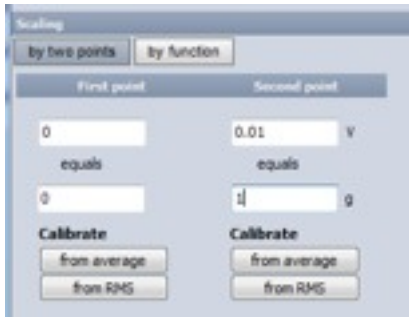 Scaling
by two points by function
First point Second point
0 0.01 V
equals equals
0 1 g
Calibrate Calibrate
from average from average
from RMS from RMS